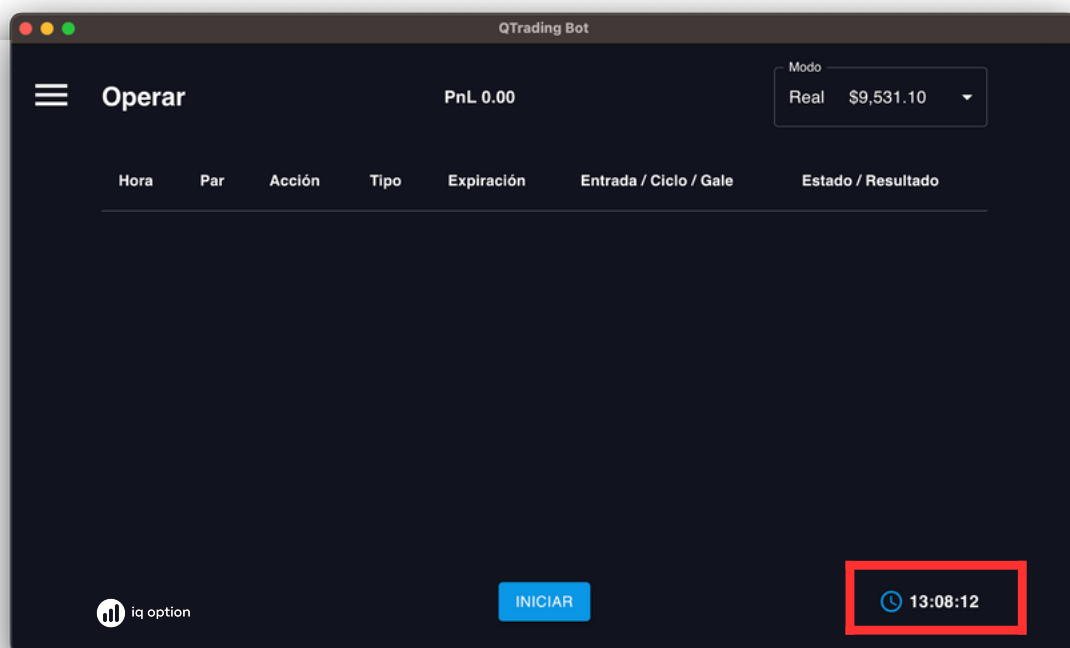 QTrading Bot
Operar
PnL 0.00
Modo
Real $9,531.10
Hora Par Acción Tipo Expiración Entrada / Ciclo / Gale Estado / Resultado
iq option
INICIAR
13:08:12